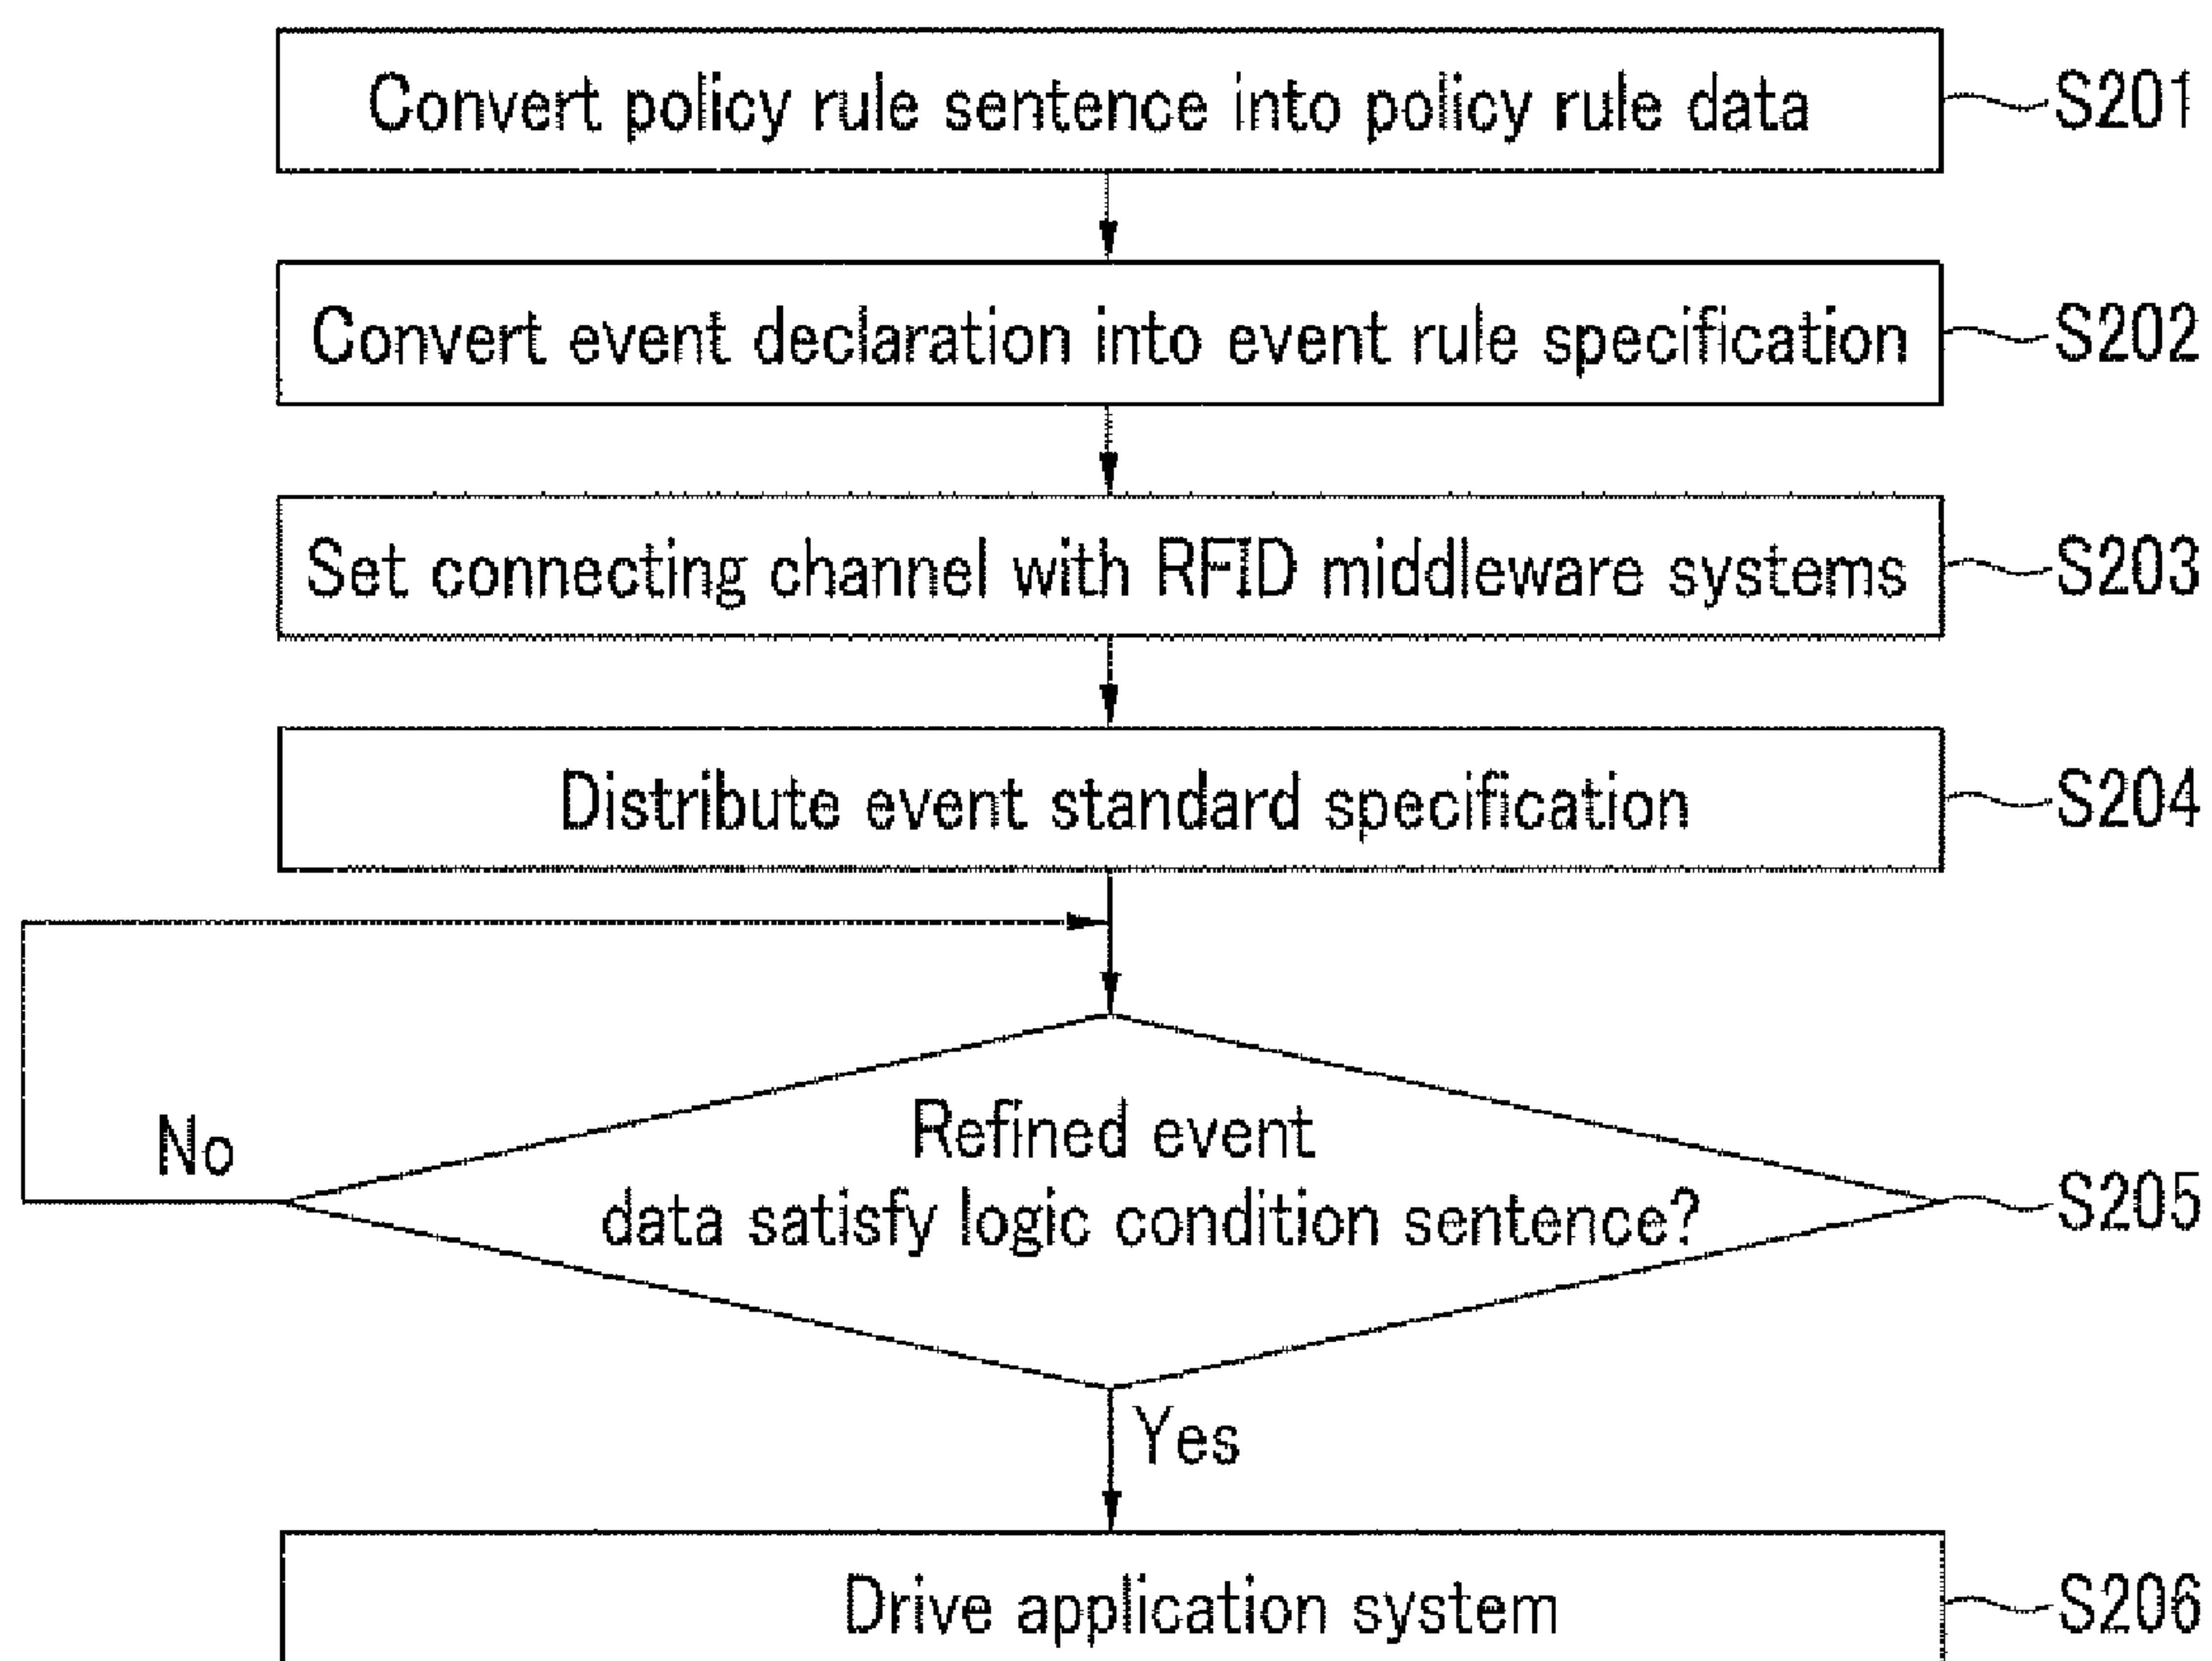 Convert policy rule sentence into policy rule data
S201
Convert event declaration into event rule specification
S202
Set connecting channel with RFID middleware systems
S203
Distribute event standard specification
S204
No
Refined event
data satisfy logic condition sentence?
S205
Yes
Drive application system
S206